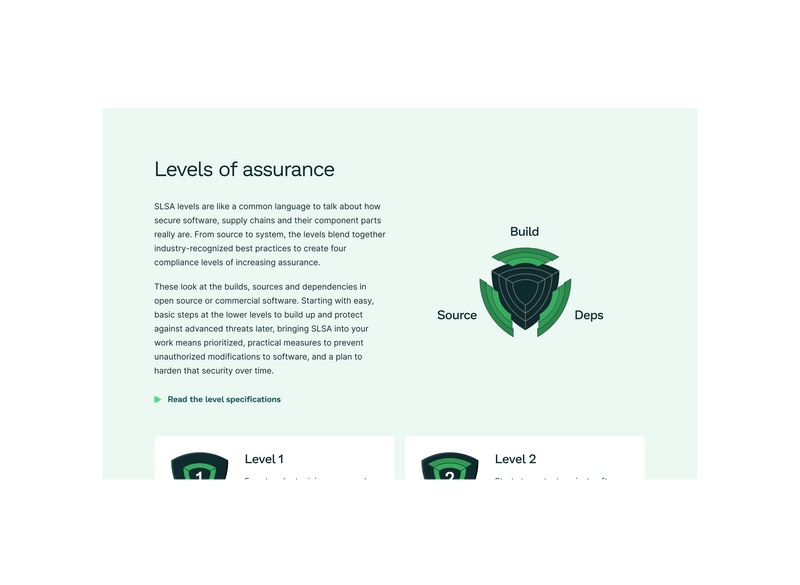 Levels of assurance
SLSA levels are like a common language to talk about how
secure software, supply chains and their component parts
really are. From source to system, the levels blend together
industry-recognized best practices to create four
compliance levels of increasing assurance.
These look at the builds, sources and dependencies in
open source or commercial software. Starting with easy,
basic steps at the lower levels to build up and protect
against advanced threats later, bringing SLSA into your
work means prioritized, practical measures to prevent
unauthorized modifications to software, and a plan to
harden that security over time.
Read the level specifications
Build
Source
Deps
1
Level 1
2
Level 2